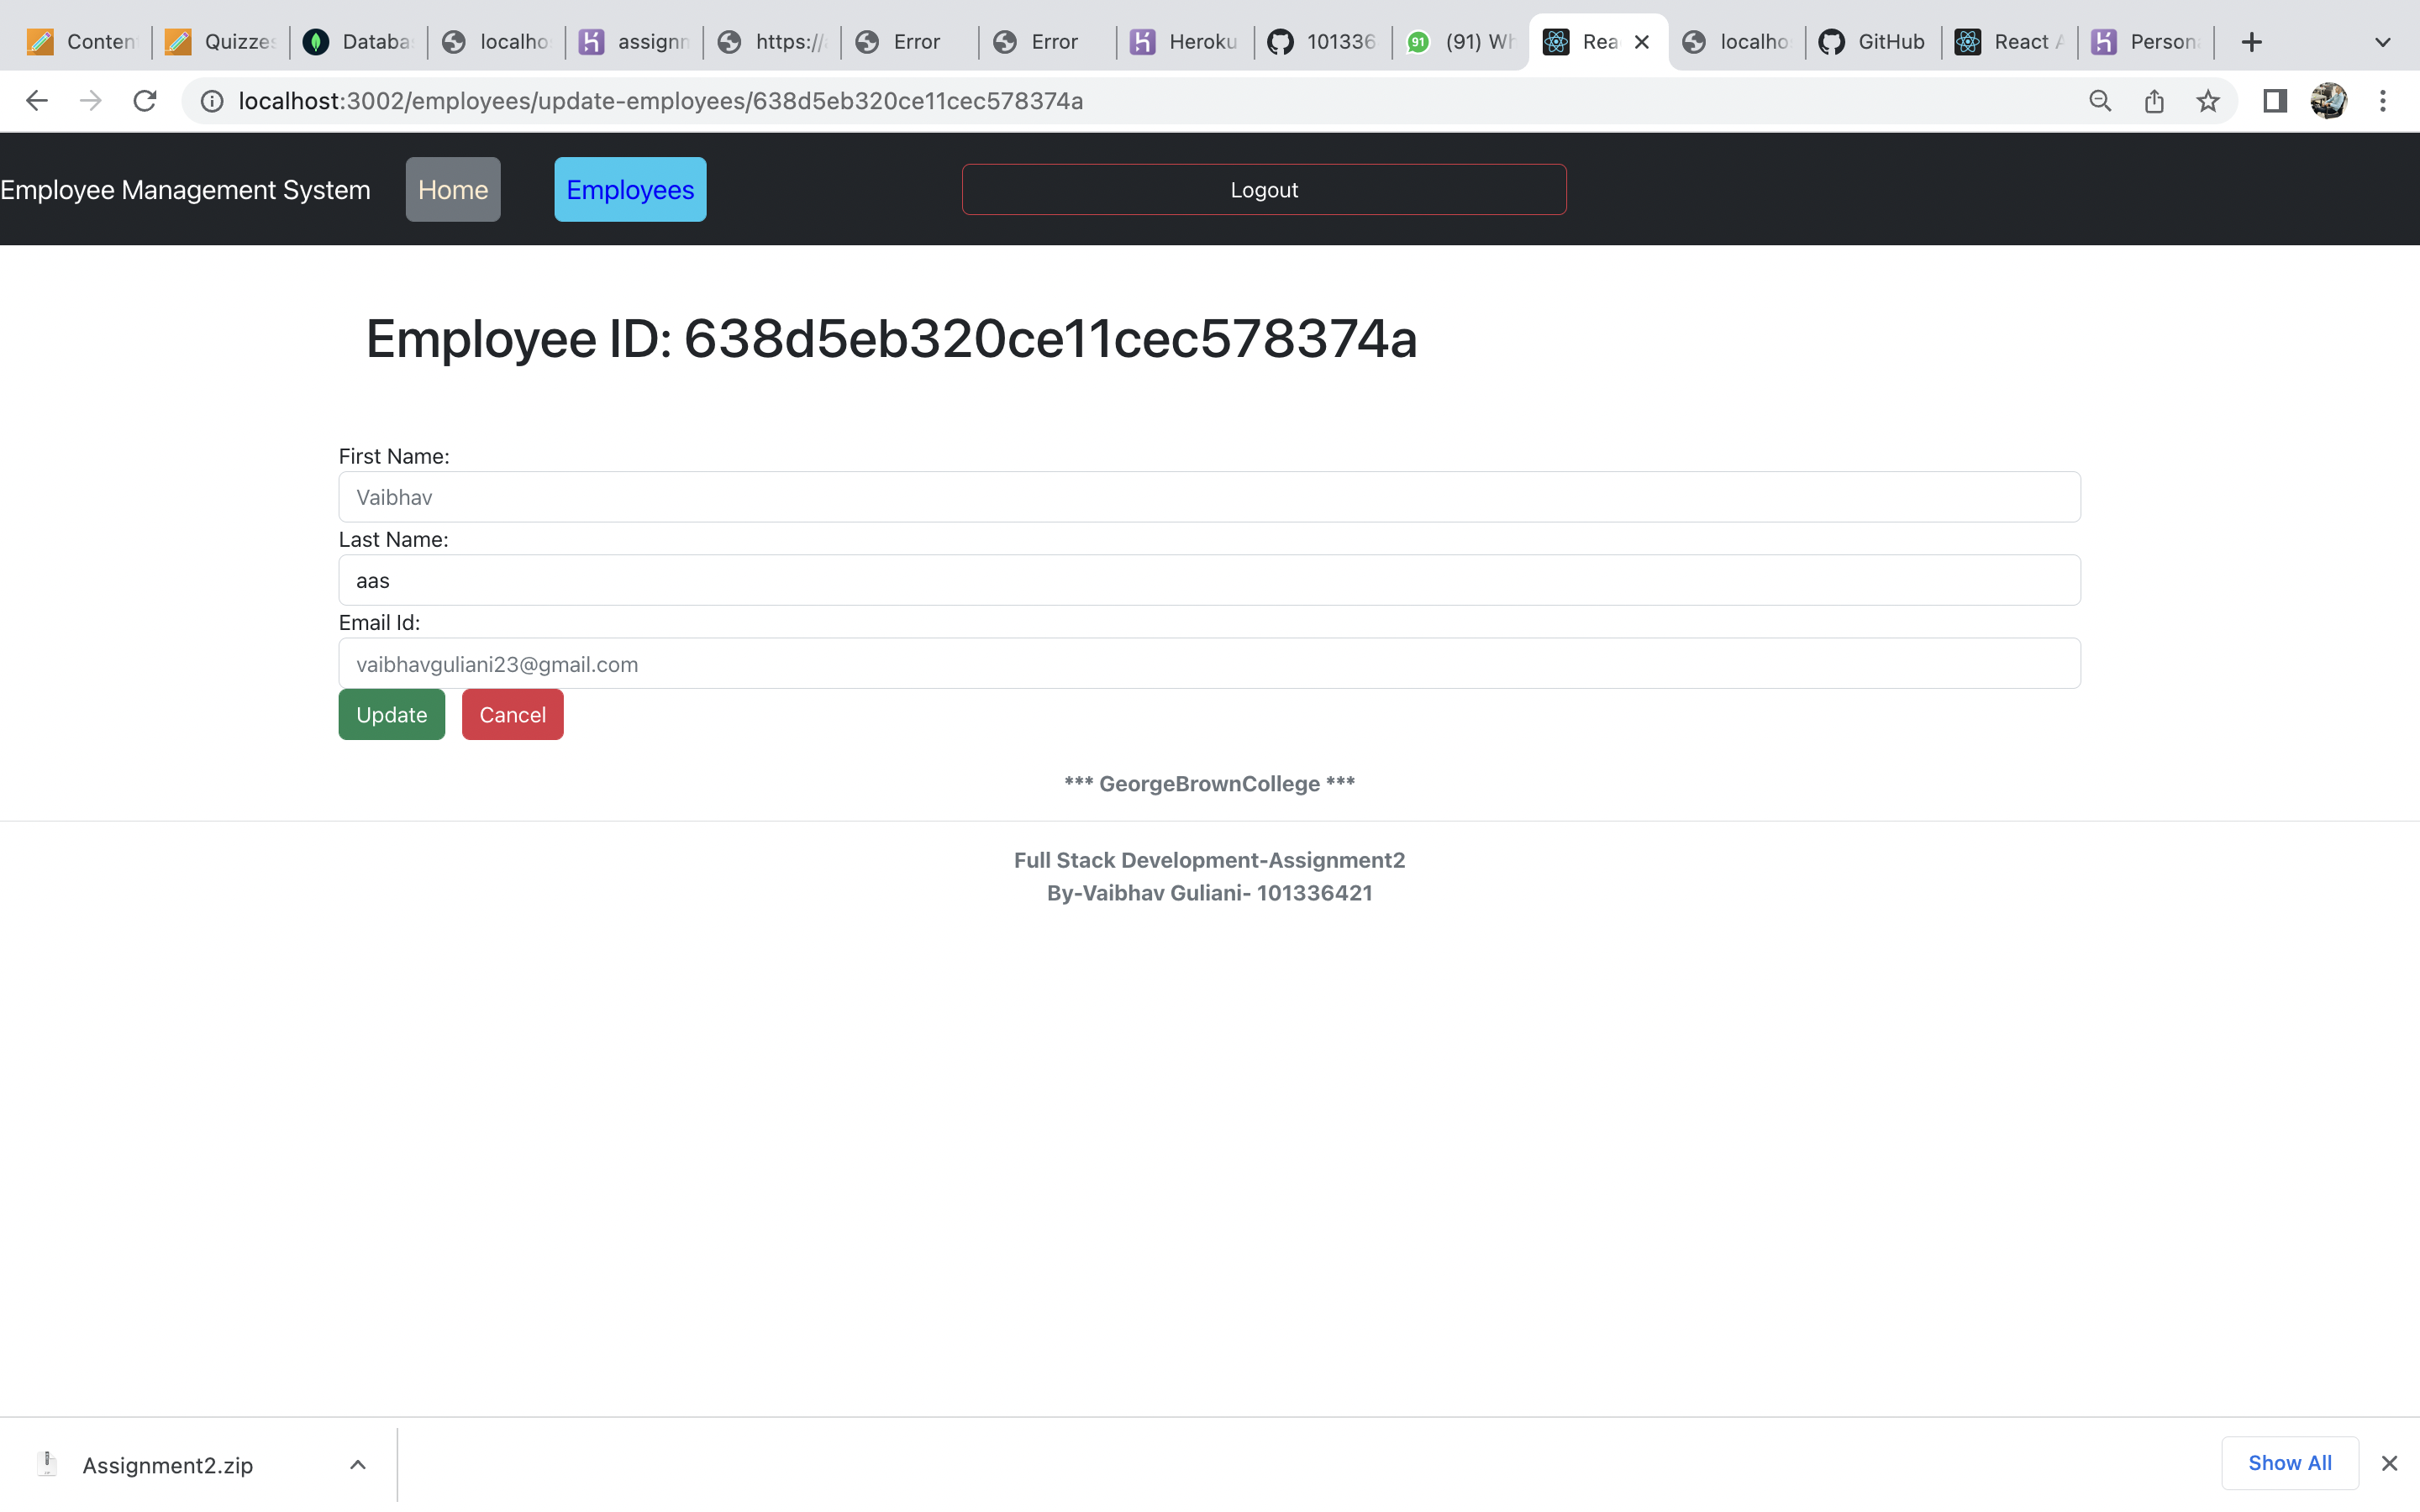 Conten Quizzes Databa localho assignm https:// Error Error Heroku 101336 91 (91) Wh Rea localho GitHub React A Person
localhost:3002/employees/update-employees/638d5eb320ce11cec578374a
Employee Management System Home Employees Logout
Employee ID: 638d5eb320ce11cec578374a
First Name:
Vaibhav
Last Name:
aas
Email Id:
vaibhavguliani23@gmail.com
Update Cancel
*** GeorgeBrownCollege ***
Full Stack Development-Assignment2
By-Vaibhav Guliani- 101336421
Assignment2.zip Show All